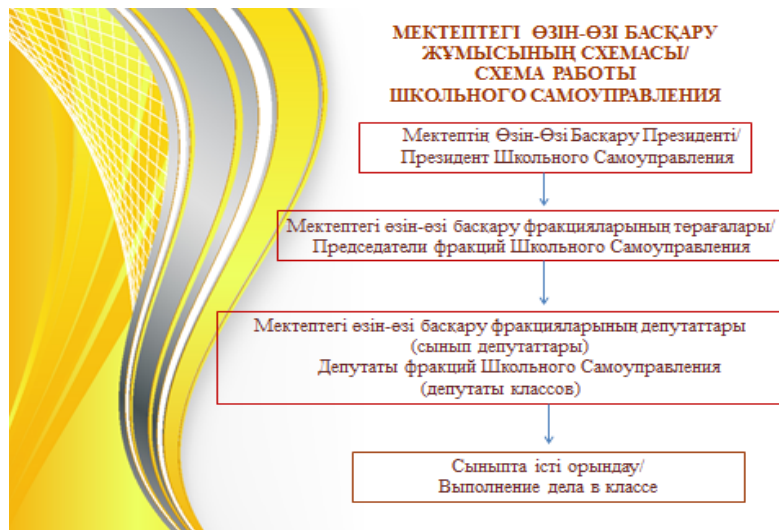 МЕКТЕПТЕГІ ӨЗІН-ӨЗІ БАСҚАРУ
ЖҰМЫСЫНЫҢ СХЕМАСЫ/
СХЕМА РАБОТЫ
ШКОЛЬНОГО САМОУПРАВЛЕНИЯ
Мектептің Өзін-Өзі Басқару Президенті/
Президент Школьного Самоуправления
Мектептегі өзін-өзі басқару фракцияларының төрағалары/
Председатели фракций Школьного Самоуправления
Мектептегі өзін-өзі басқару фракцияларының депутаттары
(сынып депутаттары)
Депутаты фракций Школьного Самоуправления
(депутаты классов)
Сыныпта істі орындау/
Выполнение дела в классе